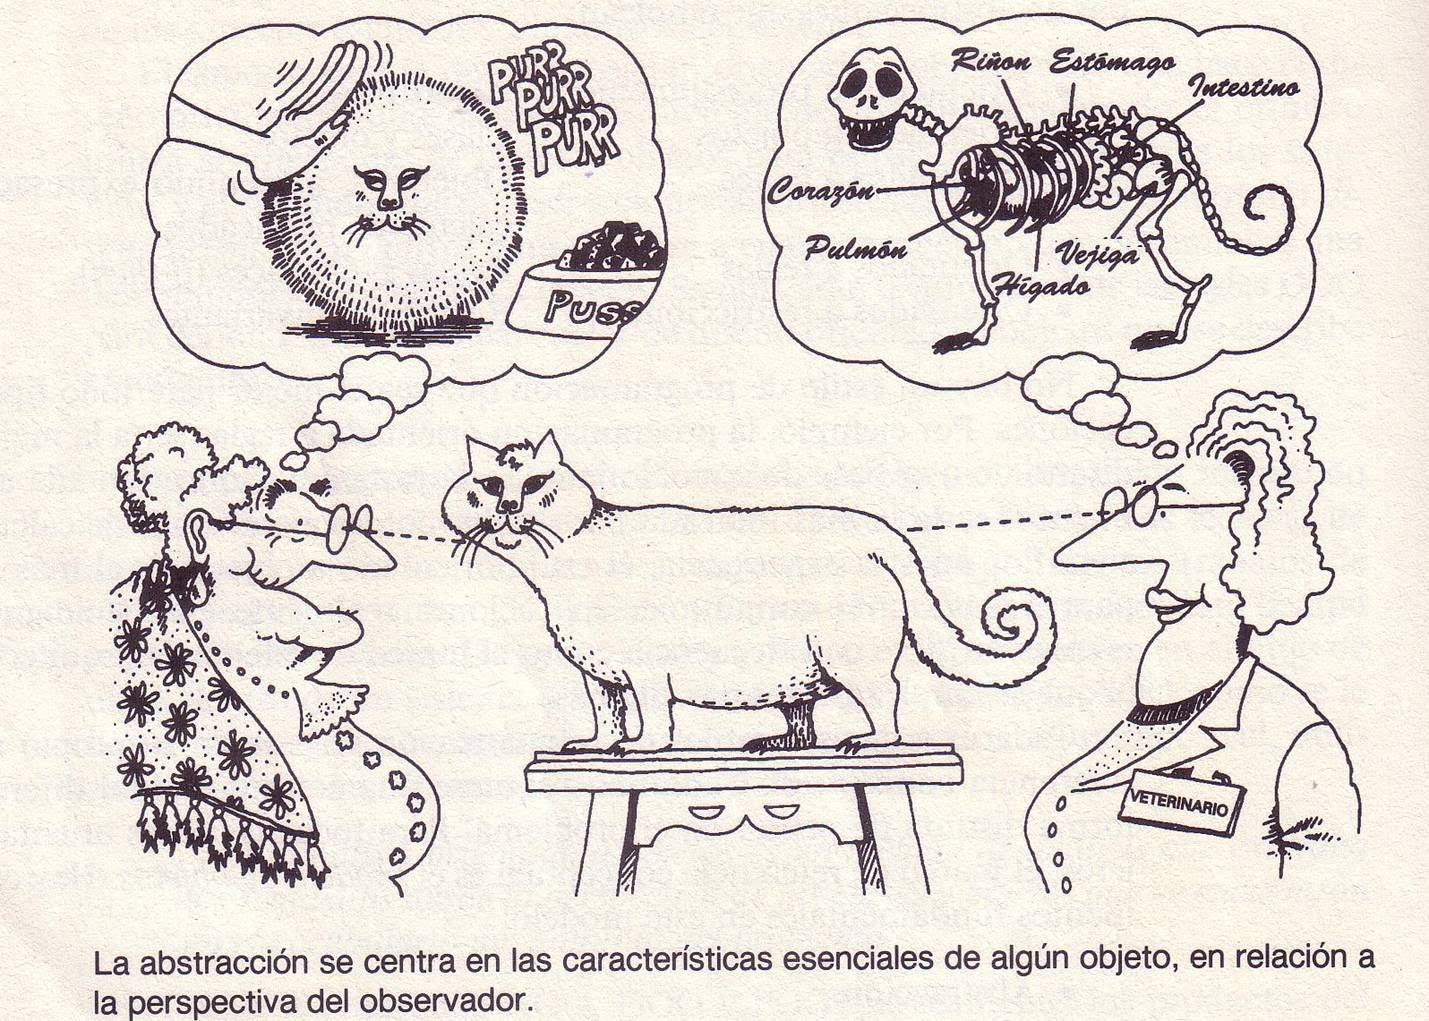 PURR
PURR
PURR
PUSS
Riñon Estómago
Intestino
Corazón
Pulmón
Vejiga
Hígado
VETERINARIO
La abstracción se centra en las características esenciales de algún objeto, en relación a
la perspectiva del observador.